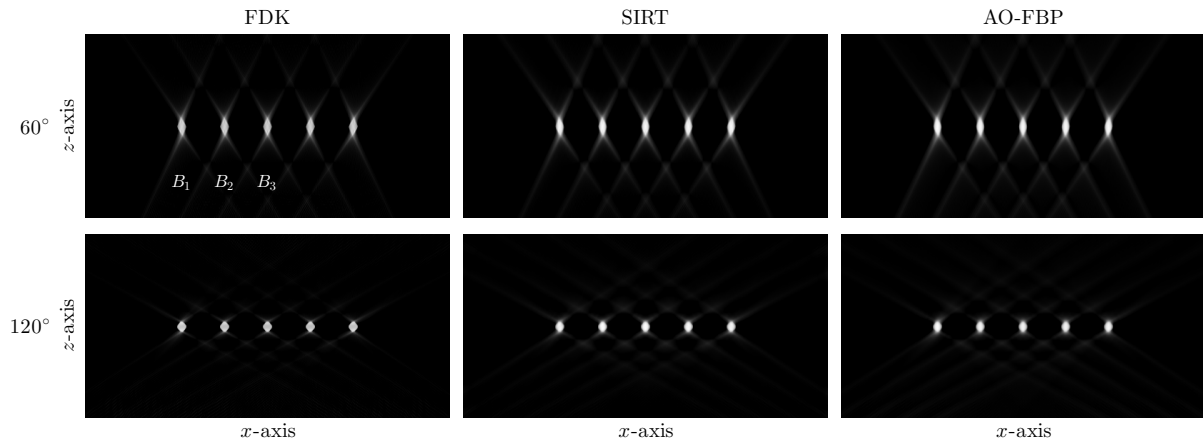 FDK SIRT AO-FBP
60° z-axis
B₁ B₂ B₃
120° z-axis
x-axis x-axis x-axis